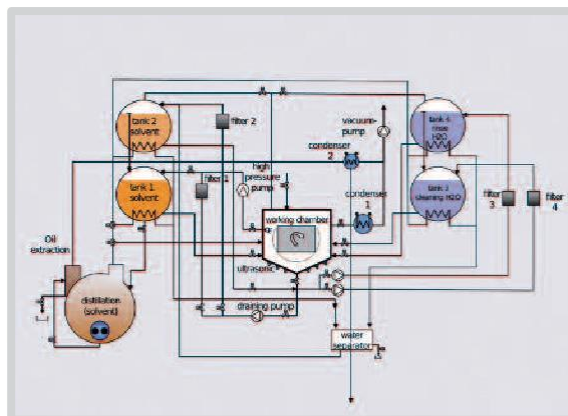 tank 2
solvent
filter 2
vacuum-
pump
tank 4
rinse
H2O
condenser
2
tank 1
solvent
filter 1
high
pressure
pump
condenser
1
tank 3
cleaning H2O
filter
3
filter
4
working chamber
Oil
extraction
ultrasonic
distillation
(solvent)
draining pump
water
separator